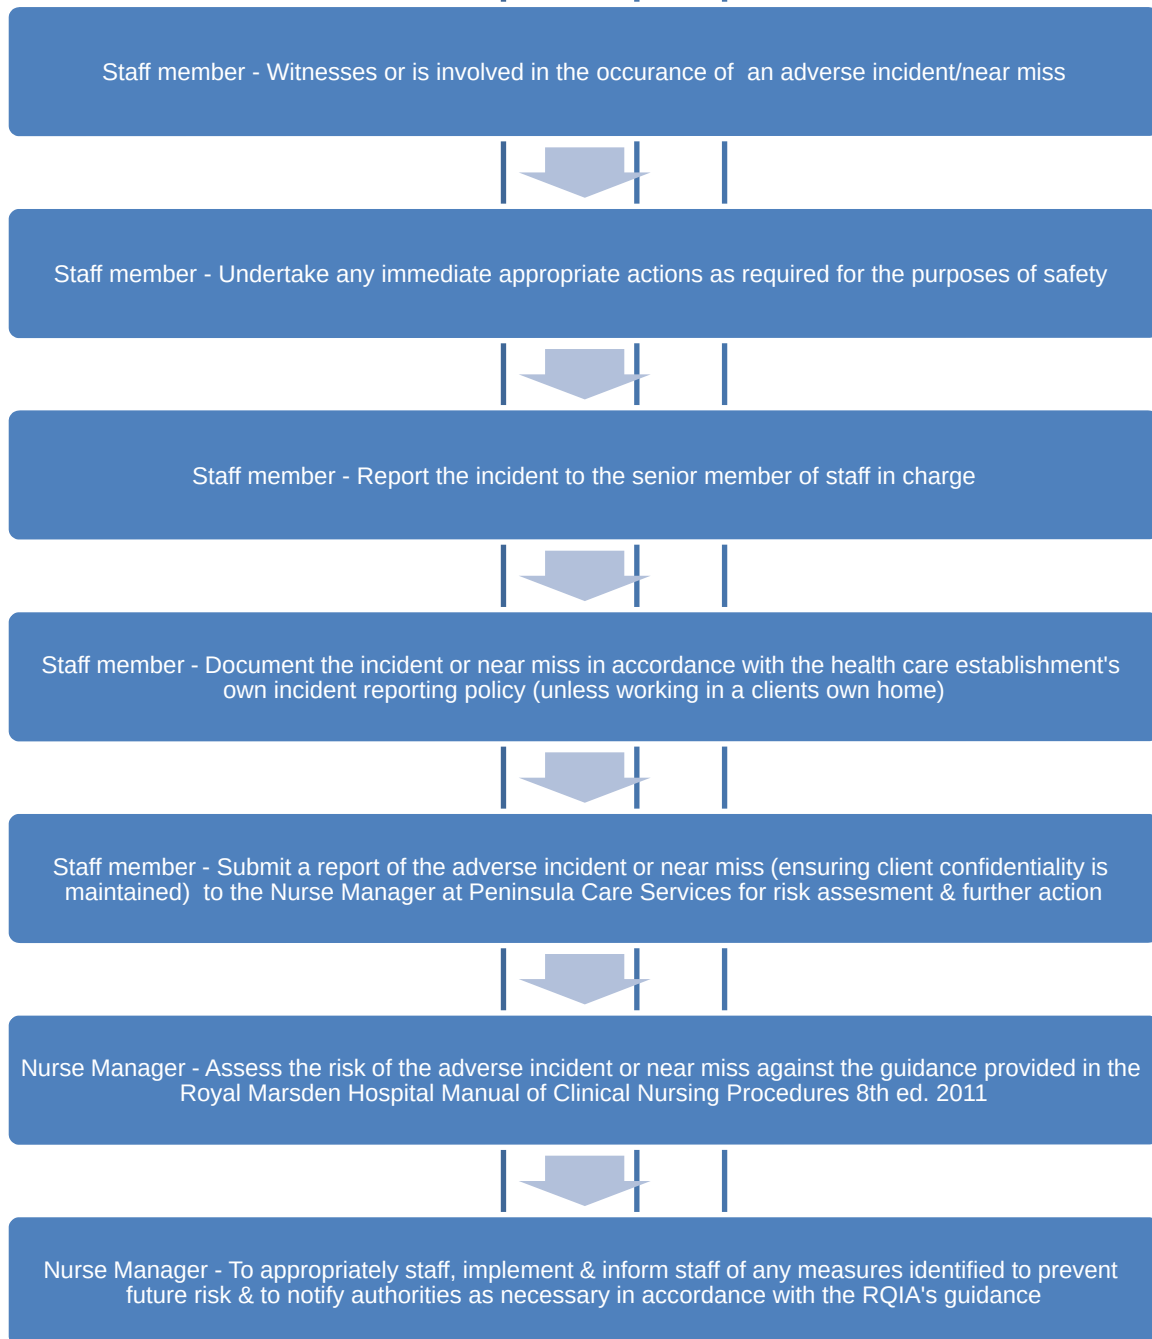 Staff member - Witnesses or is involved in the occurance of  an adverse incident/near miss
Staff member - Undertake any immediate appropriate actions as required for the purposes of safety
Staff member - Report the incident to the senior member of staff in charge
Staff member - Document the incident or near miss in accordance with the health care establishment's
own incident reporting policy (unless working in a clients own home)
Staff member - Submit a report of the adverse incident or near miss (ensuring client confidentiality is
maintained)  to the Nurse Manager at Peninsula Care Services for risk assesment & further action
Nurse Manager - Assess the risk of the adverse incident or near miss against the guidance provided in the
Royal Marsden Hospital Manual of Clinical Nursing Procedures 8th ed. 2011
Nurse Manager - To appropriately staff, implement & inform staff of any measures identified to prevent
future risk & to notify authorities as necessary in accordance with the RQIA's guidance